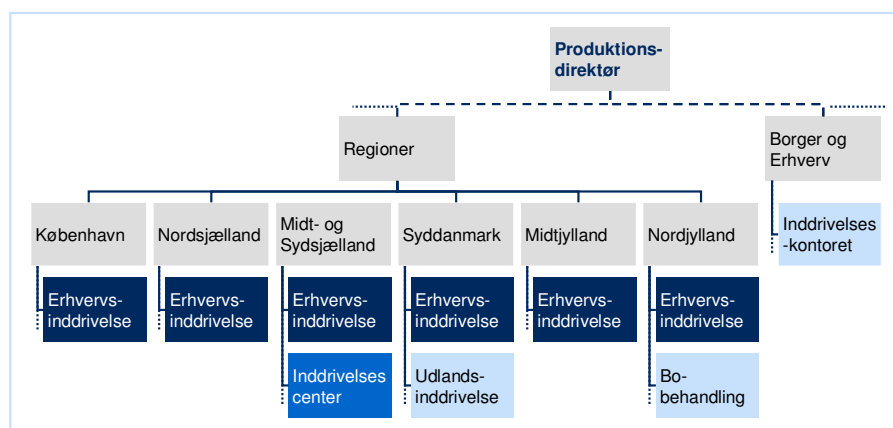 Produktions-
direktør
Regioner
Borger og
Erhverv
København
Nordsjælland
Midt- og
Sydsjælland
Syddanmark
Midtjylland
Nordjylland
Inddrivelses
-kontoret
Erhvervs-
inddrivelse
Erhvervs-
inddrivelse
Erhvervs-
inddrivelse
Erhvervs-
inddrivelse
Erhvervs-
inddrivelse
Erhvervs-
inddrivelse
Inddrivelses
center
Udlands-
inddrivelse
Bo-
behandling